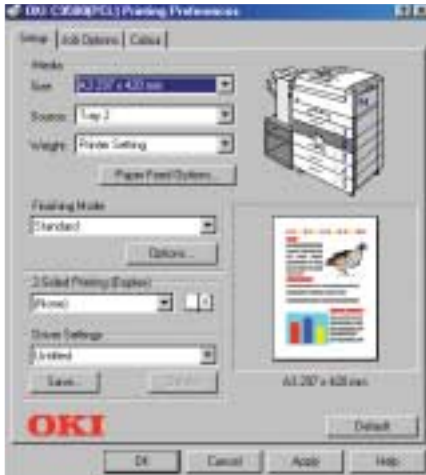 OKI C9500(PCL) Printing Preferences
Setup Job Options Colour
Media
Size: A3 297 x 420 mm
Source: Tray 2
Weight: Printer Setting
Paper Feed Options...
Finishing Mode
Standard
Options...
2-Sided Printing (Duplex)
(None)
Driver Settings
Untitled
Save...
A3 297 x 420 mm
OKI
Default
OK Cancel Apply Help